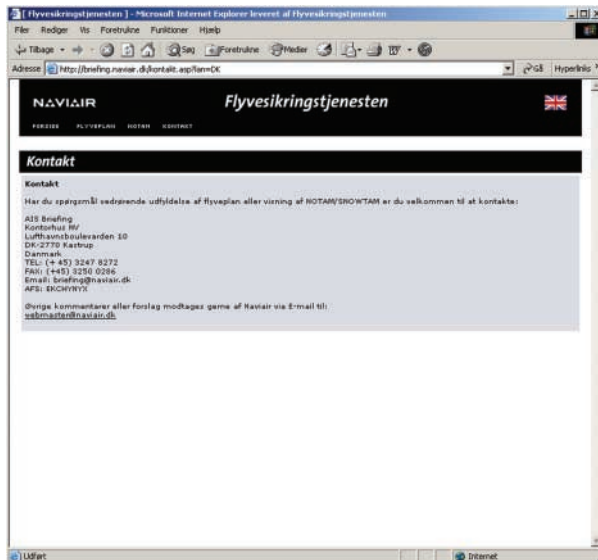 [ Flyvesikringstjenesten ] - Microsoft Internet Explorer leveret af Flyvesikringstjenesten
Filer Rediger Vis Foretrukne Funktioner Hjælp
Tilbage Søg Foretrukne Medier
Adresse http://briefing.naviair.dk/kontakt.asp?lan=DK Gå Hyperlinks
NAVIAIR Flyvesikringstjenesten
FORSIDE FLYVEPLAN NOTAM KONTAKT
Kontakt
Kontakt
Har du spørgsmål vedrørende udfyldelse af flyveplan eller visning af NOTAM/SNOWTAM er du velkommen til at kontakte:
AIS Briefing
Kontorhus NV
Lufthavnsboulevarden 10
DK-2770 Kastrup
Danmark
TEL: (+ 45) 3247 8272
FAX: (+45) 3250 0286
Email: briefing@naviair.dk
AFS: EKCHYNYX
Øvrige kommentarer eller forslag modtages gerne af Naviair via E-mail til:
webmaster@naviair.dk
Udført Internet